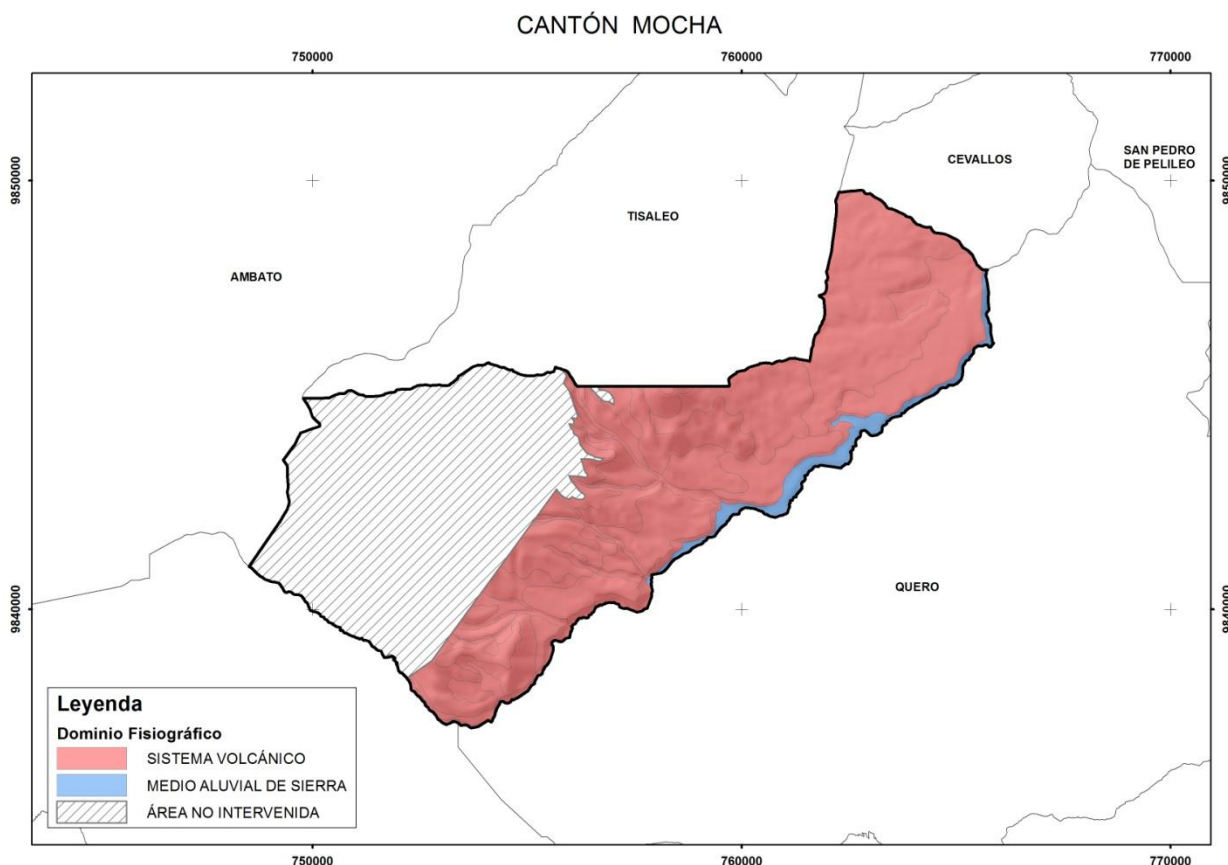 CANTÓN MOCHA
750000
760000
770000
9850000
9850000
SAN PEDRO
DE PELILEO
CEVALLOS
TISALEO
AMBATO
QUERO
9840000
9840000
Leyenda
Dominio Fisiográfico
SISTEMA VOLCÁNICO
MEDIO ALUVIAL DE SIERRA
ÁREA NO INTERVENIDA
750000
760000
770000